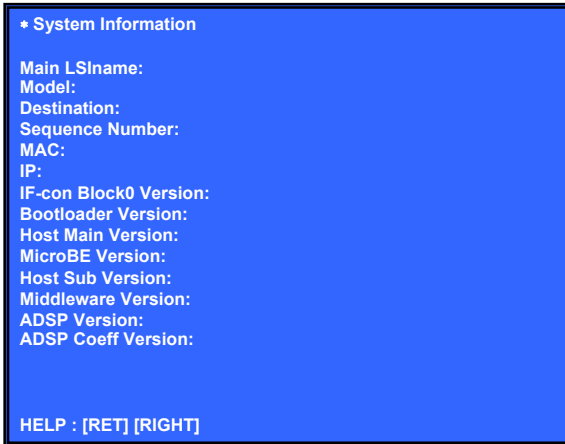 * System Information
Main LSIname:
Model:
Destination:
Sequence Number:
MAC:
IP:
IF-con Block0 Version:
Bootloader Version:
Host Main Version:
MicroBE Version:
Host Sub Version:
Middleware Version:
ADSP Version:
ADSP Coeff Version:
HELP : [RET] [RIGHT]